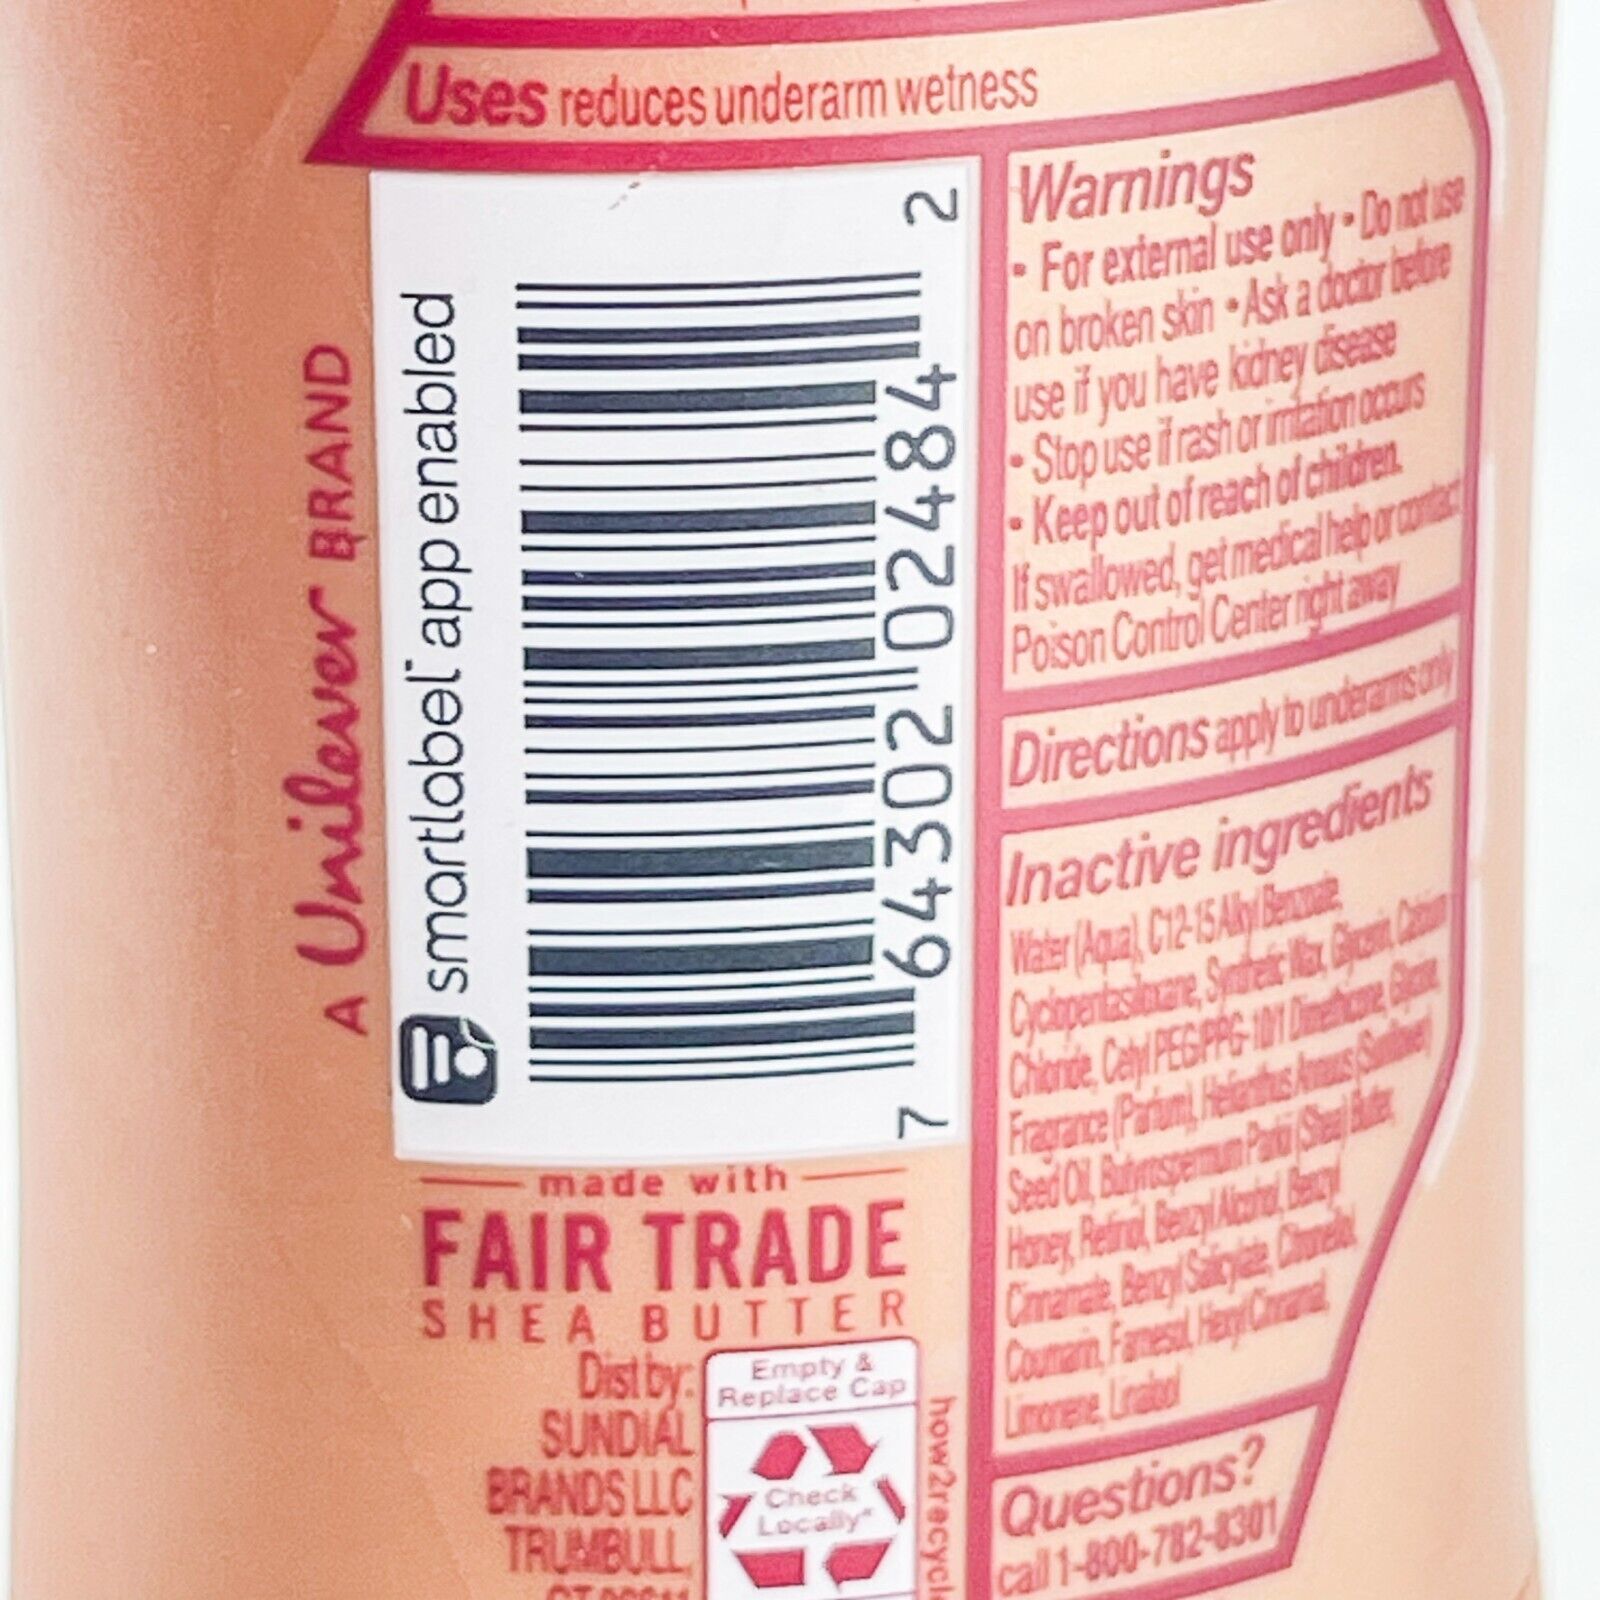 Uses reduces underarm wetness
A Unilever BRAND
smartlabel™ app enabled
7 64302 02484 2
made with
FAIR TRADE
SHEA BUTTER
Dist by:
SUNDIAL
BRANDS LLC
TRUMBULL,
Empty &
Replace Cap
Check
Locally*
how2recycl
Warnings
• For external use only • Do not use
on broken skin • Ask a doctor before
use if you have kidney disease
• Stop use if rash or irritation occurs
• Keep out of reach of children.
If swallowed, get medical help or contact
Poison Control Center right away
Directions apply to underarms only
Inactive ingredients
Water (Aqua), C12-15 Alkyl Benzoate,
Cyclopentasiloxane, Synthetic Wax, Glycerin, Calcium
Chloride, Cetyl PEG/PPG-10/1 Dimethicone, Glycine,
Fragrance (Parfum), Helianthus Annuus (Sunflower)
Seed Oil, Butyrospermum Parkii (Shea) Butter,
Honey, Retinol, Benzyl Alcohol, Benzyl
Cinnamate, Benzyl Salicylate, Citronellol,
Coumarin, Farnesol, Hexyl Cinnamal,
Limonene, Linalool
Questions?
call 1-800-782-8301